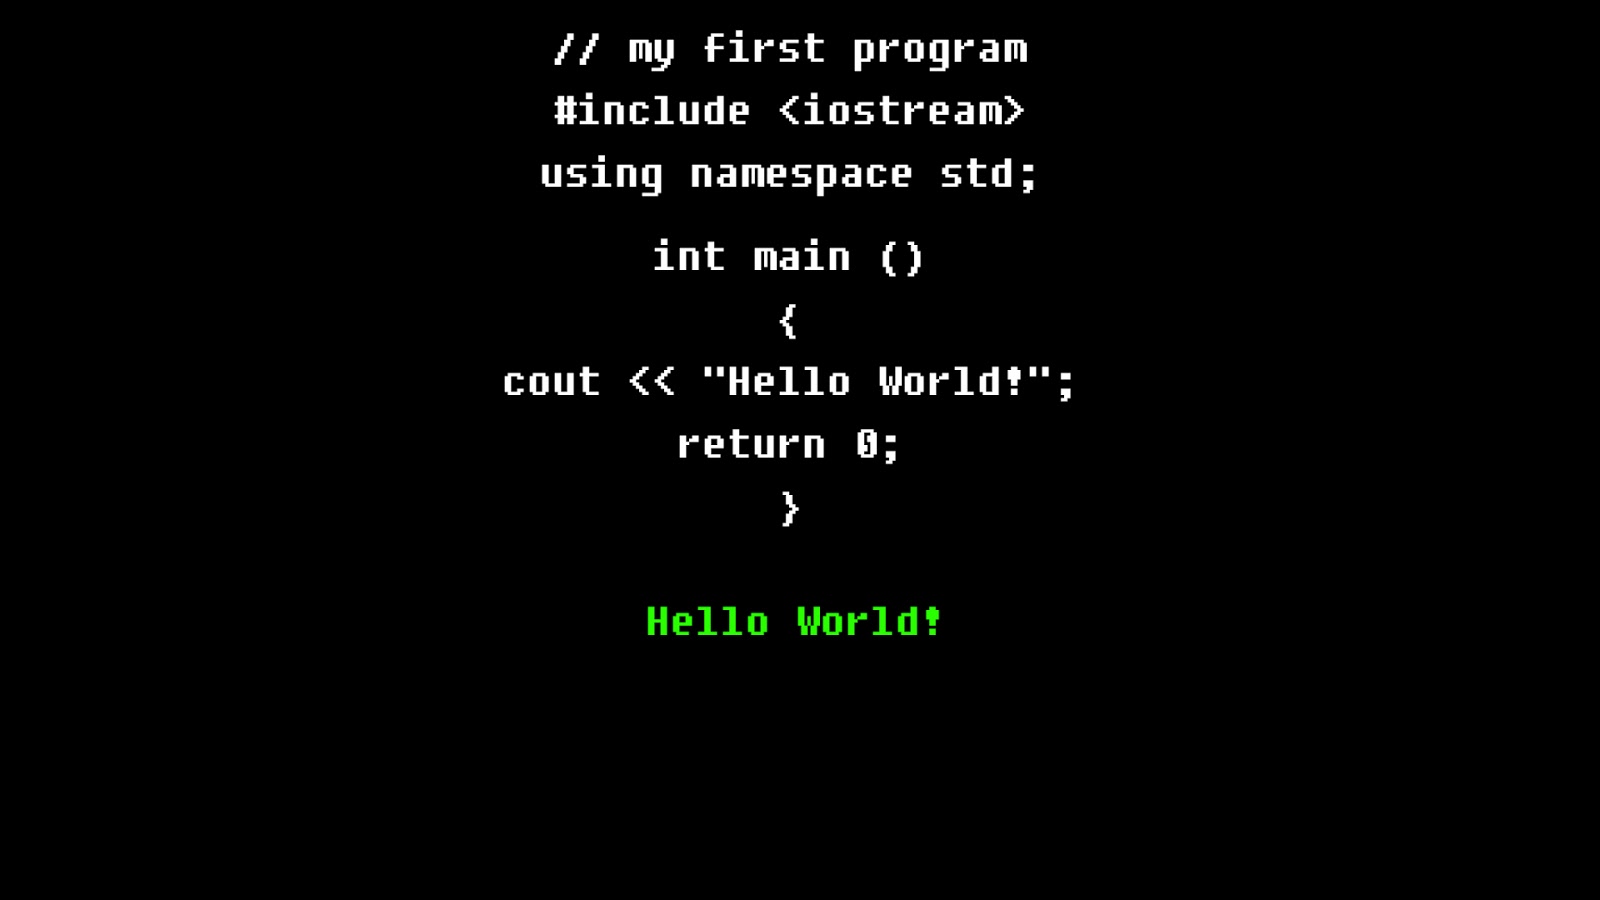 // my first program
#include <iostream>
using namespace std;
int main ()
{
cout << "Hello World!";
return 0;
}
Hello World!